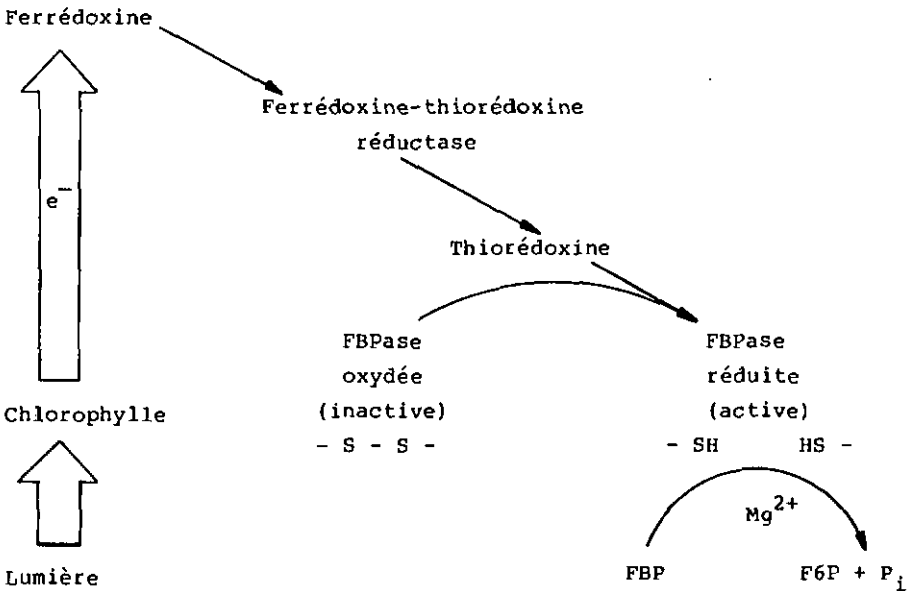 Ferrédoxine
Ferrédoxine-thiorédoxine
réductase
e⁻
Thiorédoxine
FBPase
oxydée
(inactive)
- S - S -
FBPase
réduite
(active)
- SH HS -
Chlorophylle
Mg²⁺
Lumière
FBP
F6P + Pᵢ